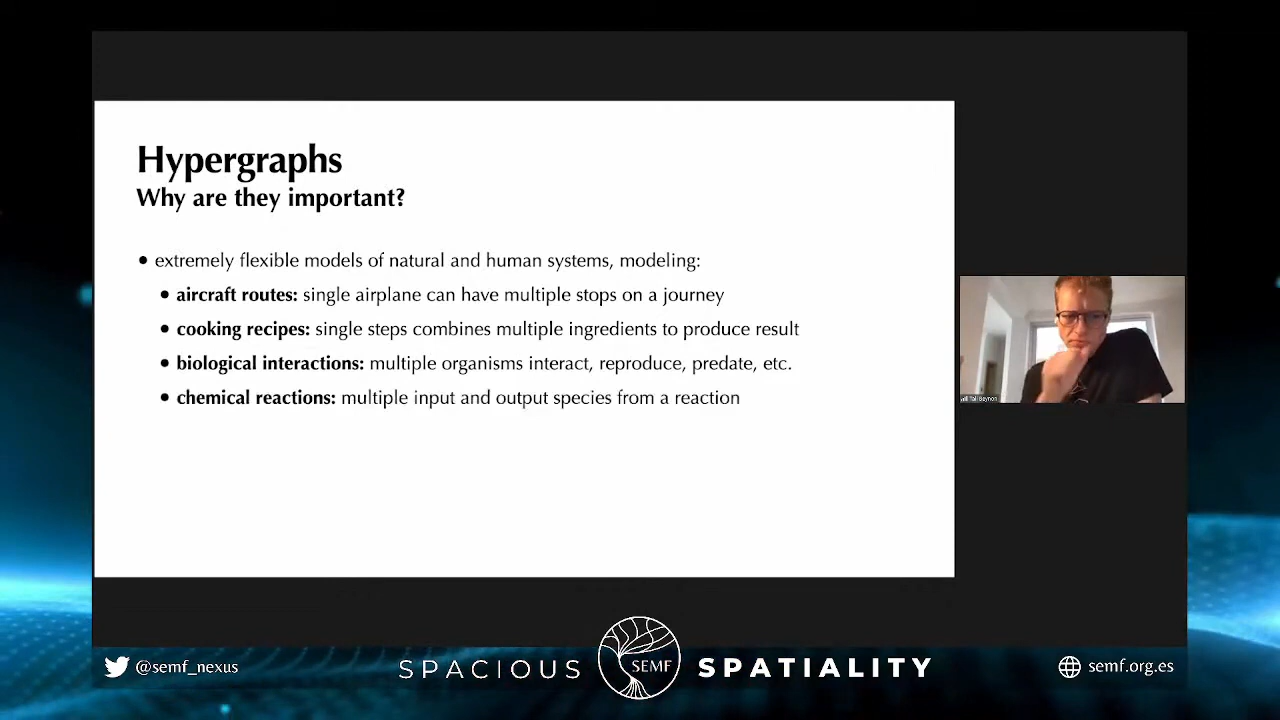 Hypergraphs
Why are they important?
• extremely flexible models of natural and human systems, modeling:
• aircraft routes: single airplane can have multiple stops on a journey
• cooking recipes: single steps combines multiple ingredients to produce result
• biological interactions: multiple organisms interact, reproduce, predate, etc.
• chemical reactions: multiple input and output species from a reaction
Tali Beynon
@semf_nexus
SPACIOUS SEMF SPATIALITY
semf.org.es